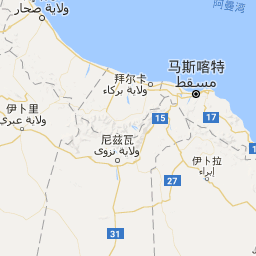 阿曼湾
ولاية صحار
拜尔卡
ولاية بركاء
马斯喀特
مسقط
伊卜里
ولاية عبري
15
17
尼兹瓦
ولاية نزوى
伊卜拉
إبراء
27
31